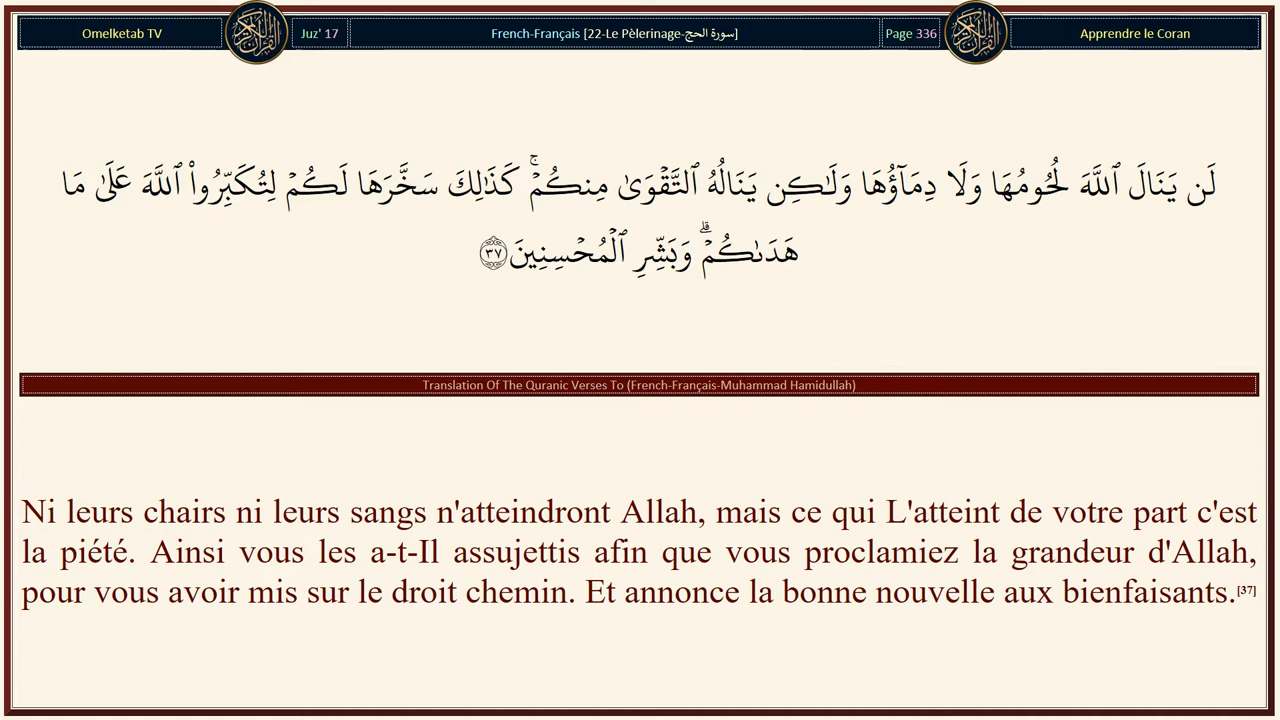 Omelketab TV
Juz' 17
French-Français [22-Le Pèlerinage-سورة الحج]
Page 336
Apprendre le Coran
لَن يَنَالَ ٱللَّهَ لُحُومُهَا وَلَا دِمَآؤُهَا وَلَٰكِن يَنَالُهُ ٱلتَّقۡوَىٰ مِنكُمۡۚ كَذَٰلِكَ سَخَّرَهَا لَكُمۡ لِتُكَبِّرُواْ ٱللَّهَ عَلَىٰ مَا
هَدَىٰكُمۡۗ وَبَشِّرِ ٱلۡمُحۡسِنِينَ ٣٧
Translation Of The Quranic Verses To (French-Français-Muhammad Hamidullah)
Ni leurs chairs ni leurs sangs n'atteindront Allah, mais ce qui L'atteint de votre part c'est
la piété. Ainsi vous les a-t-Il assujettis afin que vous proclamiez la grandeur d'Allah,
pour vous avoir mis sur le droit chemin. Et annonce la bonne nouvelle aux bienfaisants.[37]